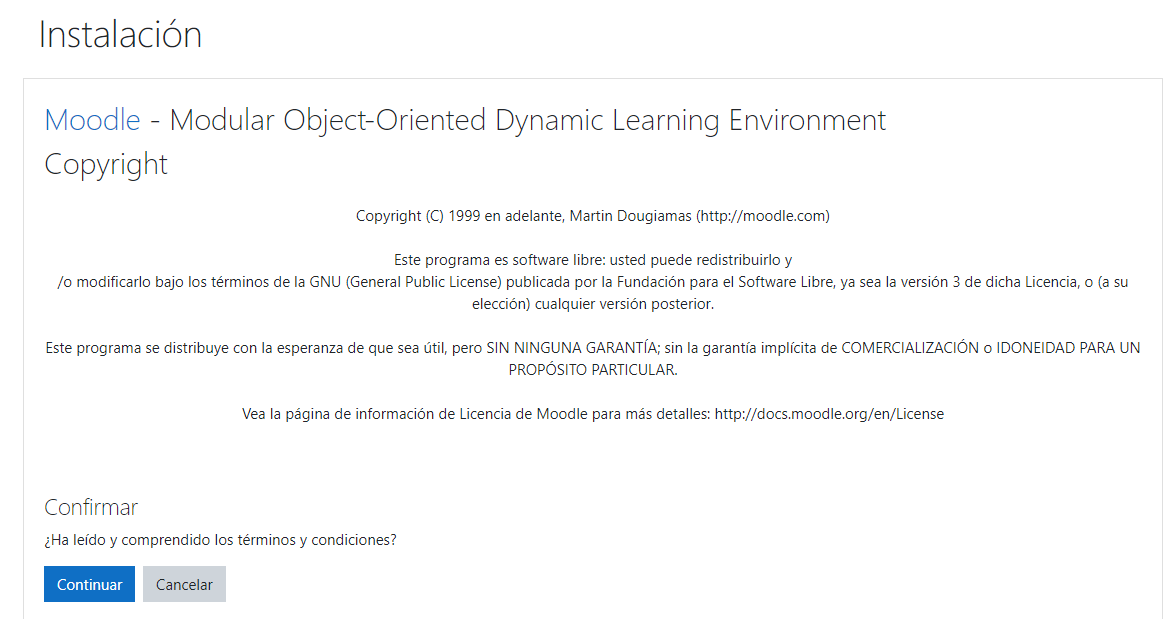 Instalación
Moodle - Modular Object-Oriented Dynamic Learning Environment
Copyright
Copyright (C) 1999 en adelante, Martin Dougiamas (http://moodle.com)
Este programa es software libre: usted puede redistribuirlo y
/o modificarlo bajo los términos de la GNU (General Public License) publicada por la Fundación para el Software Libre, ya sea la versión 3 de dicha Licencia, o (a su
elección) cualquier versión posterior.
Este programa se distribuye con la esperanza de que sea útil, pero SIN NINGUNA GARANTÍA; sin la garantía implícita de COMERCIALIZACIÓN o IDONEIDAD PARA UN
PROPÓSITO PARTICULAR.
Vea la página de información de Licencia de Moodle para más detalles: http://docs.moodle.org/en/License
Confirmar
¿Ha leído y comprendido los términos y condiciones?
Continuar Cancelar